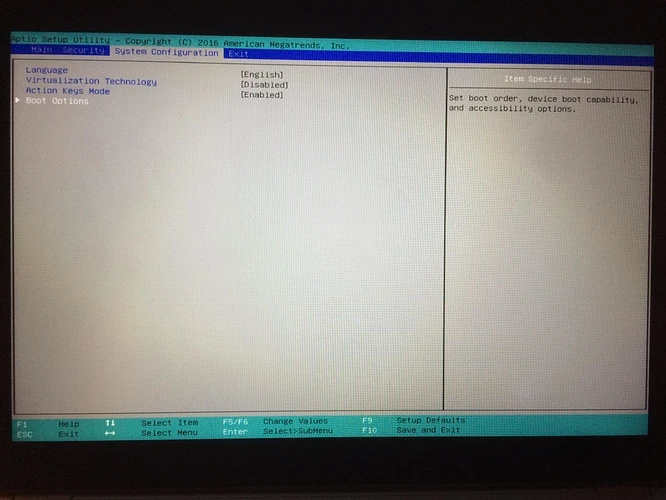 Aptio Setup Utility - Copyright (C) 2016 American Megatrends, Inc.
Main Security System Configuration Exit
Language [English]
Virtualization Technology [Disabled]
Action Keys Mode [Enabled]
Boot Options
Item Specific Help
Set boot order, device boot capability,
and accessibility options.
F1 Help ↑↓ Select Item F5/F6 Change Values F9 Setup Defaults
ESC Exit ↔ Select Menu Enter Select>SubMenu F10 Save and Exit